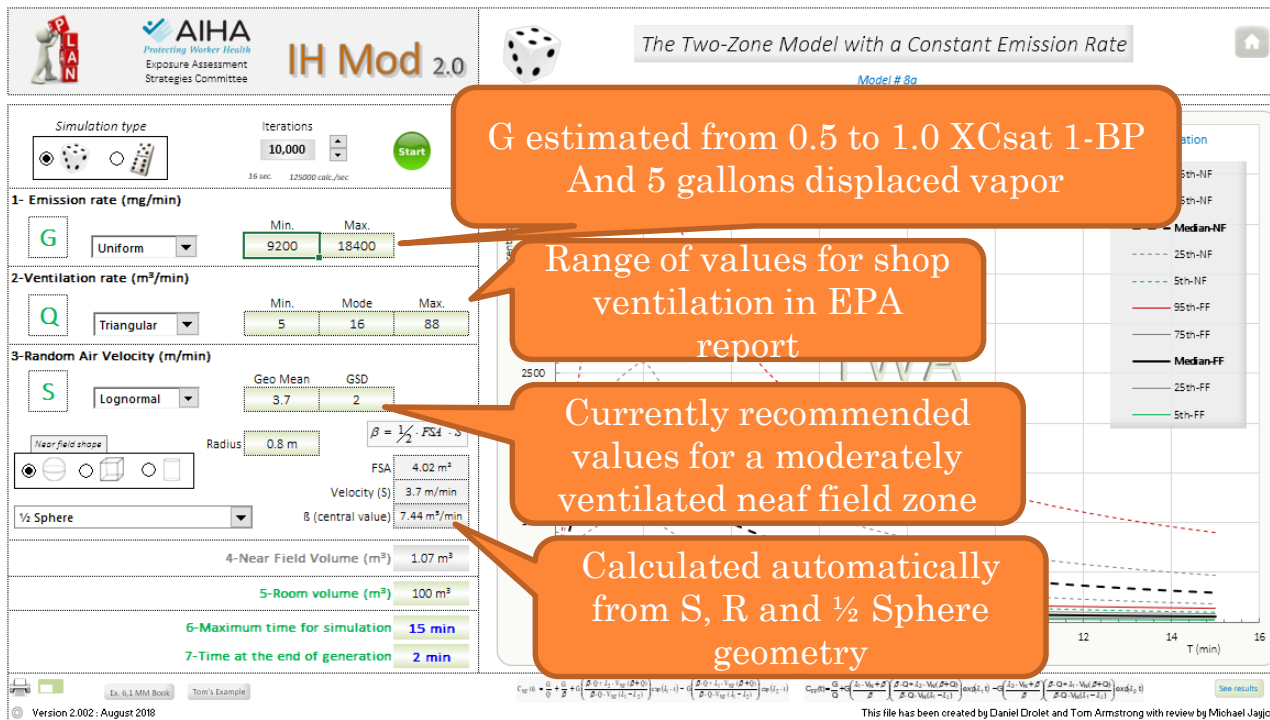 PLAN
AIHA
Protecting Worker Health
Exposure Assessment
Strategies Committee
IH Mod 2.0
The Two-Zone Model with a Constant Emission Rate
Model # 8a
Simulation type
Iterations
10,000
Start
16 sec. 125000 calc./sec
1- Emission rate (mg/min)
G
Uniform
Min. Max.
9200 18400
2-Ventilation rate (m³/min)
Q
Triangular
Min. Mode Max.
5 16 88
3-Random Air Velocity (m/min)
S
Lognormal
Geo Mean GSD
3.7 2
Near field shape
Radius 0.8 m
β = ½ · FSA · S
FSA 4.02 m²
Velocity (S) 3.7 m/min
½ Sphere
ß (central value) 7.44 m³/min
4-Near Field Volume (m³) 1.07 m³
5-Room volume (m³) 100 m³
6-Maximum time for simulation 15 min
7-Time at the end of generation 2 min
G estimated from 0.5 to 1.0 XCsat 1-BP
And 5 gallons displaced vapor
Range of values for shop
ventilation in EPA
report
Currently recommended
values for a moderately
ventilated neaf field zone
Calculated automatically
from S, R and ½ Sphere
geometry
ation
5th-NF
5th-NF
Median-NF
25th-NF
5th-NF
95th-FF
75th-FF
Median-FF
25th-FF
5th-FF
2500
TWA
12 14 16
T (min)
Ex. 6,1 MM Book
Tom's Example
See results
Version 2.002 : August 2018
This file has been created by Daniel Drolet and Tom Armstrong with review by Michael Jayjo